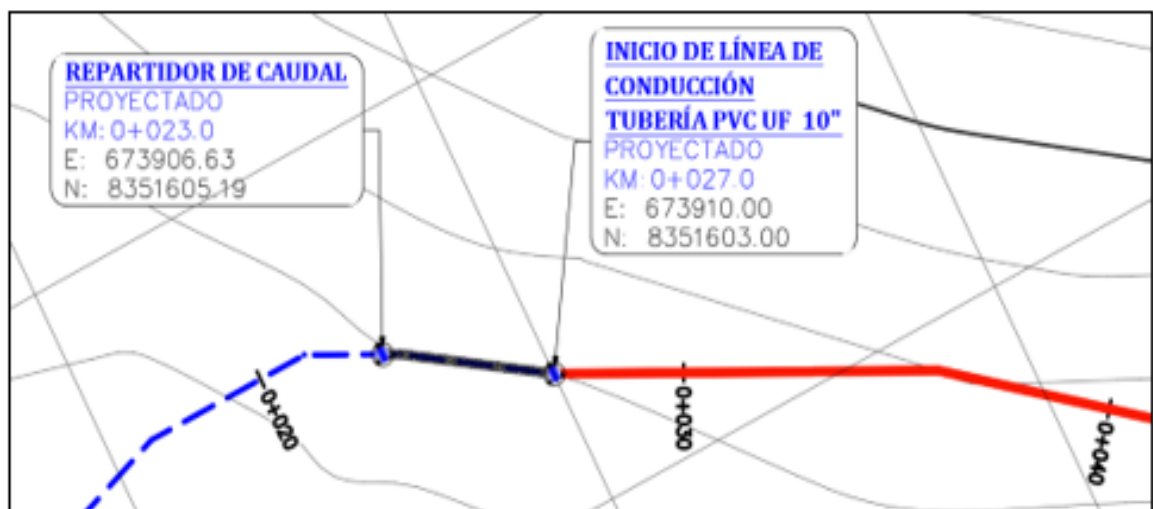 REPARTIDOR DE CAUDAL
PROYECTADO
KM: 0+023.0
E: 673906.63
N: 8351605.19
INICIO DE LÍNEA DE
CONDUCCIÓN
TUBERÍA PVC UF 10"
PROYECTADO
KM: 0+027.0
E: 673910.00
N: 8351603.00
0+020
0+030
0+040